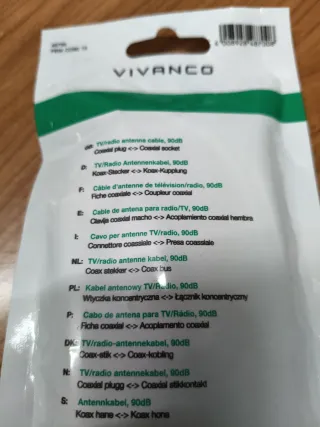 VIVANCO
GB: TV/radio antenna cable, 90dB
Coaxial plug <-> Coaxial socket
D: TV/Radio Antennenkabel, 90dB
Koax-Stecker <-> Koax-Kupplung
F: Câble d'antenne de télévision/radio, 90dB
Fiche coaxiale <-> Coupleur coaxial
E: Cable de antena para radio/TV, 90dB
Clavija coaxial macho <-> Acoplamiento coaxial hembra
I: Cavo per antenne TV/radio, 90dB
Connettore coassiale <-> Presa coassiale
NL: TV/radio antenne kabel, 90dB
Coax stekker <-> Coax bus
PL: Kabel antenowy TV/Radio, 90dB
Wtyczka koncentryczna <-> Łącznik koncentryczny
P: Cabo de antena para TV/Rádio, 90dB
Ficha coaxial <-> Acoplamento coaxial
DK: TV/radio-antennekabel, 90dB
Coax-stik <-> Coax-kobling
N: TV/radio antennekabel, 90dB
Coaxial plugg <-> Coaxial stikkontakt
S: Antennkabel, 90dB
Koax hane <-> Koax hona